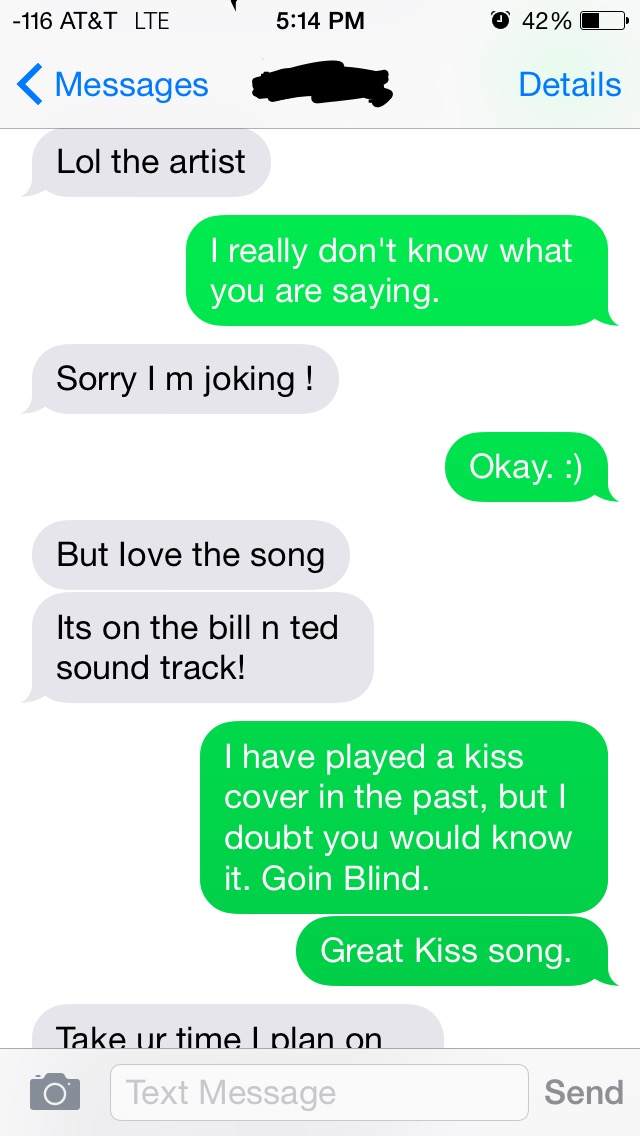 -116 AT&T LTE 5:14 PM 42%
Messages Details
Lol the artist
I really don't know what
you are saying.
Sorry I m joking !
Okay. :)
But love the song
Its on the bill n ted
sound track!
I have played a kiss
cover in the past, but I
doubt you would know
it. Goin Blind.
Great Kiss song.
Take ur time I plan on
Text Message Send